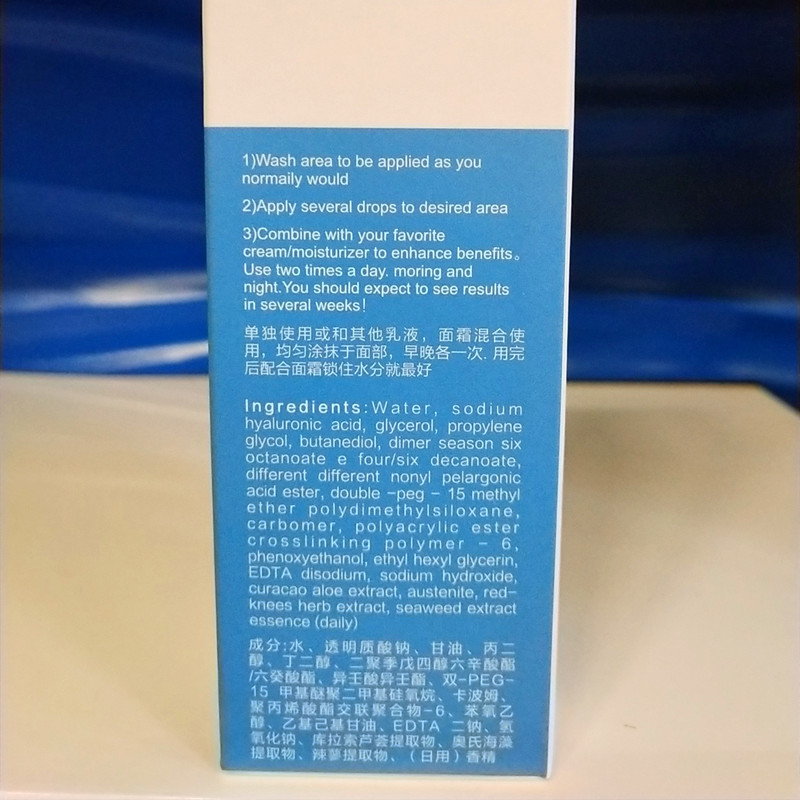 1)Wash area to be applied as you
normaily would
2)Apply several drops to desired area
3)Combine with your favorite
cream/moisturizer to enhance benefits。
Use two times a day. moring and
night.You should expect to see results
in several weeks!
单独使用或和其他乳液，面霜混合使
用，均匀涂抹于面部，早晚各一次. 用完
后配合面霜锁住水分就最好
Ingredients:Water, sodium
hyaluronic acid, glycerol, propylene
glycol, butanediol, dimer season six
octanoate e four/six decanoate,
different different nonyl pelargonic
acid ester, double -peg - 15 methyl
ether polydimethylsiloxane,
carbomer, polyacrylic ester
crosslinking polymer - 6,
phenoxyethanol, ethyl hexyl glycerin,
EDTA disodium, sodium hydroxide,
curacao aloe extract, austenite, red-
knees herb extract, seaweed extract
essence (daily)
成分:水、透明质酸钠、甘油、丙二
醇、丁二醇、二聚季戊四醇六辛酸酯
/六癸酸酯、异壬酸异壬酯、双-PEG-
15 甲基醚聚二甲基硅氧烷、卡波姆、
聚丙烯酸酯交联聚合物-6、苯氧乙
醇、乙基己基甘油、EDTA 二钠、氢
氧化钠、库拉索芦荟提取物、奥氏海藻
提取物、辣蓼提取物、（日用）香精